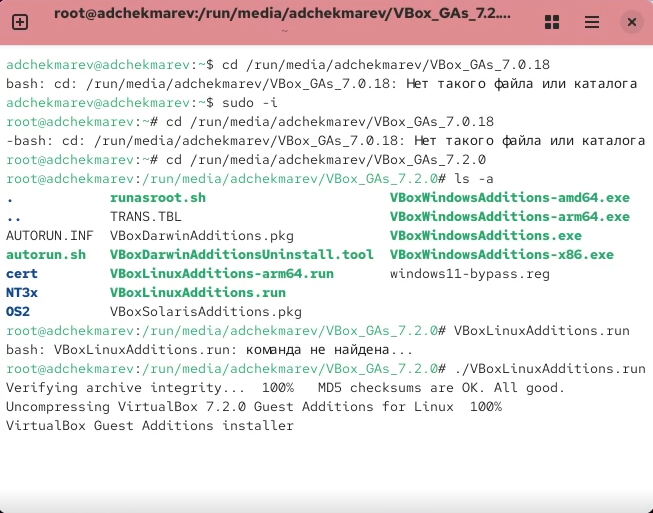 root@adchekmarev:/run/media/adchekmarev/VBox_GAs_7.2....
~
adchekmarev@adchekmarev:~$ cd /run/media/adchekmarev/VBox_GAs_7.0.18
bash: cd: /run/media/adchekmarev/VBox_GAs_7.0.18: Нет такого файла или каталога
adchekmarev@adchekmarev:~$ sudo -i
root@adchekmarev:~# cd /run/media/adchekmarev/VBox_GAs_7.0.18
-bash: cd: /run/media/adchekmarev/VBox_GAs_7.0.18: Нет такого файла или каталога
root@adchekmarev:~# cd /run/media/adchekmarev/VBox_GAs_7.2.0
root@adchekmarev:/run/media/adchekmarev/VBox_GAs_7.2.0# ls -a
. runasroot.sh VBoxWindowsAdditions-amd64.exe
.. TRANS.TBL VBoxWindowsAdditions-arm64.exe
AUTORUN.INF VBoxDarwinAdditions.pkg VBoxWindowsAdditions.exe
autorun.sh VBoxDarwinAdditionsUninstall.tool VBoxWindowsAdditions-x86.exe
cert VBoxLinuxAdditions-arm64.run windows11-bypass.reg
NT3x VBoxLinuxAdditions.run
OS2 VBoxSolarisAdditions.pkg
root@adchekmarev:/run/media/adchekmarev/VBox_GAs_7.2.0# VBoxLinuxAdditions.run
bash: VBoxLinuxAdditions.run: команда не найдена...
root@adchekmarev:/run/media/adchekmarev/VBox_GAs_7.2.0# ./VBoxLinuxAdditions.run
Verifying archive integrity... 100% MD5 checksums are OK. All good.
Uncompressing VirtualBox 7.2.0 Guest Additions for Linux 100%
VirtualBox Guest Additions installer